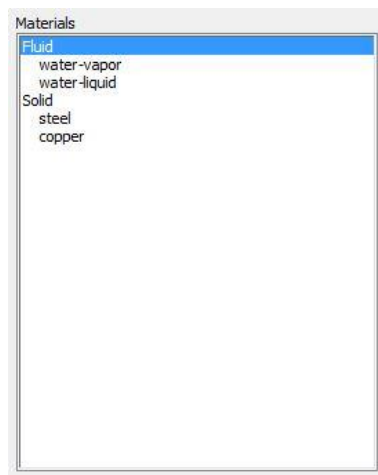 Materials
Fluid
water-vapor
water-liquid
Solid
steel
copper